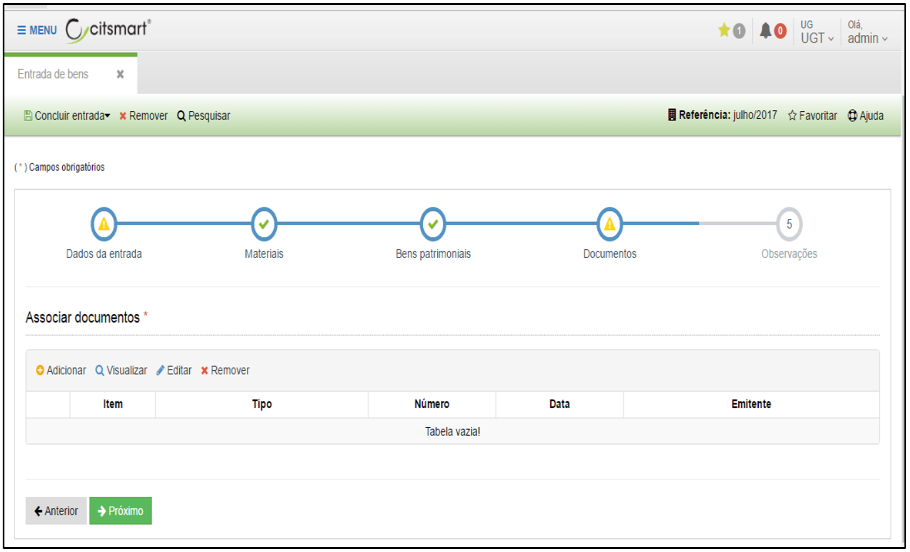 MENU citsmart 1 0 UG UGT Olá, admin
Entrada de bens
Concluir entrada Remover Pesquisar Referência: julho/2017 Favoritar Ajuda
( * ) Campos obrigatórios
5
Dados da entrada Materiais Bens patrimoniais Documentos Observações
Associar documentos *
Adicionar Visualizar Editar Remover
Item Tipo Número Data Emitente
Tabela vazia!
Anterior Próximo